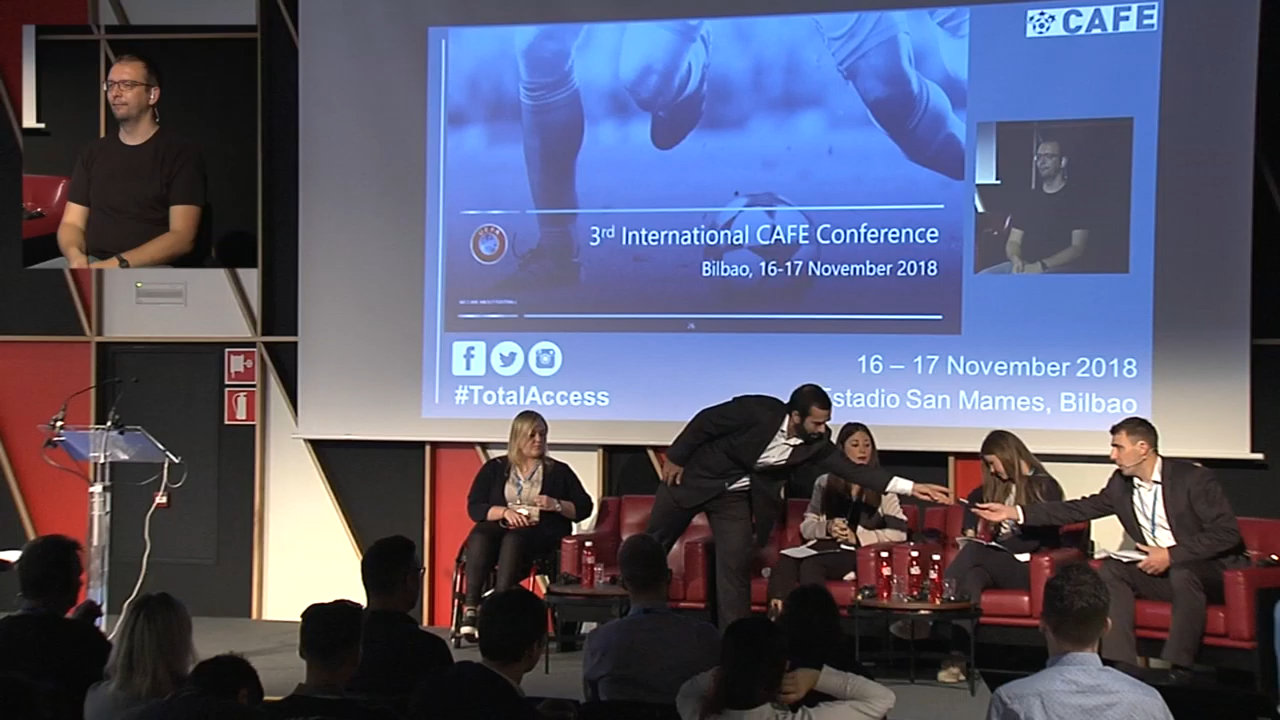 CAFE
UEFA
3rd International CAFE Conference
Bilbao, 16-17 November 2018
16 – 17 November 2018
#TotalAccess
Estadio San Mames, Bilbao